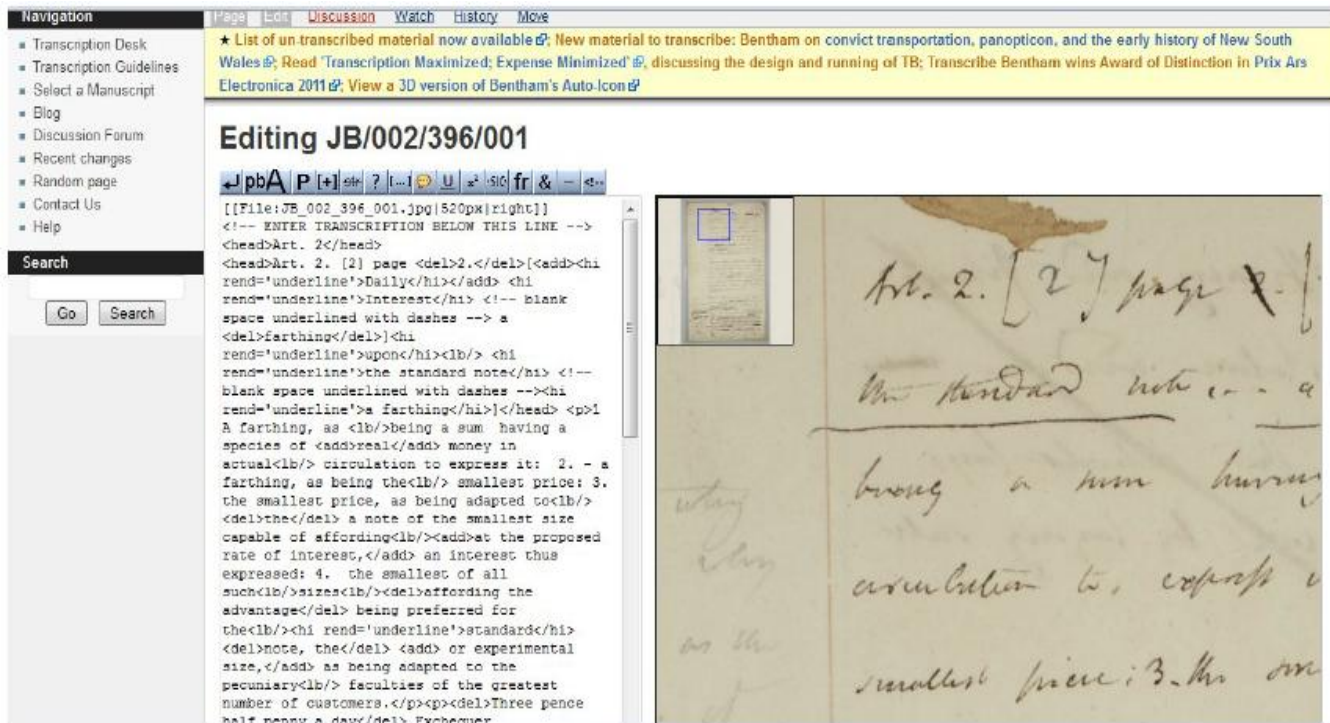 Navigation
Transcription Desk
Transcription Guidelines
Select a Manuscript
Blog
Discussion Forum
Recent changes
Random page
Contact Us
Help
Search
Go Search
Page Edit Discussion Watch History Move
★ List of un-transcribed material now available; New material to transcribe: Bentham on convict transportation, panopticon, and the early history of New South
Wales; Read 'Transcription Maximized; Expense Minimized', discussing the design and running of TB; Transcribe Bentham wins Award of Distinction in Prix Ars
Electronica 2011; View a 3D version of Bentham's Auto-Icon
Editing JB/002/396/001
pb A P [+] str ? [...] U x² SIC fr & — <!--
[[File:JB_002_396_001.jpg|520px|right]]
<!-- ENTER TRANSCRIPTION BELOW THIS LINE -->
<head>Art. 2</head>
<head>Art. 2. [2] page <del>2.</del>[<add><hi
rend='underline'>Daily</hi></add> <hi
rend='underline'>Interest</hi> <!-- blank
space underlined with dashes --> a
<del>farthing</del>]<hi
rend='underline'>upon</hi><lb/> <hi
rend='underline'>the standard note</hi> <!--
blank space underlined with dashes --><hi
rend='underline'>a farthing</hi>]</head> <p>1
A farthing, as <lb/>being a sum having a
species of <add>real</add> money in
actual<lb/> circulation to express it: 2. - a
farthing, as being the<lb/> smallest price: 3.
the smallest price, as being adapted to<lb/>
<del>the</del> a note of the smallest size
capable of affording<lb/><add>at the proposed
rate of interest,</add> an interest thus
expressed: 4. the smallest of all
such<lb/>sizes<lb/><del>affording the
advantage</del> being preferred for
the<lb/><hi rend='underline'>standard</hi>
<del>note, the</del> <add> or experimental
size,</add> as being adapted to the
pecuniary<lb/> faculties of the greatest
number of customers.</p><p><del>Three pence
half penny a day</del> Exchequer
Art. 2. [2] page 2. [
the standard note - - - a
being a sum having
circulation to express i
smallest price: 3. the sm